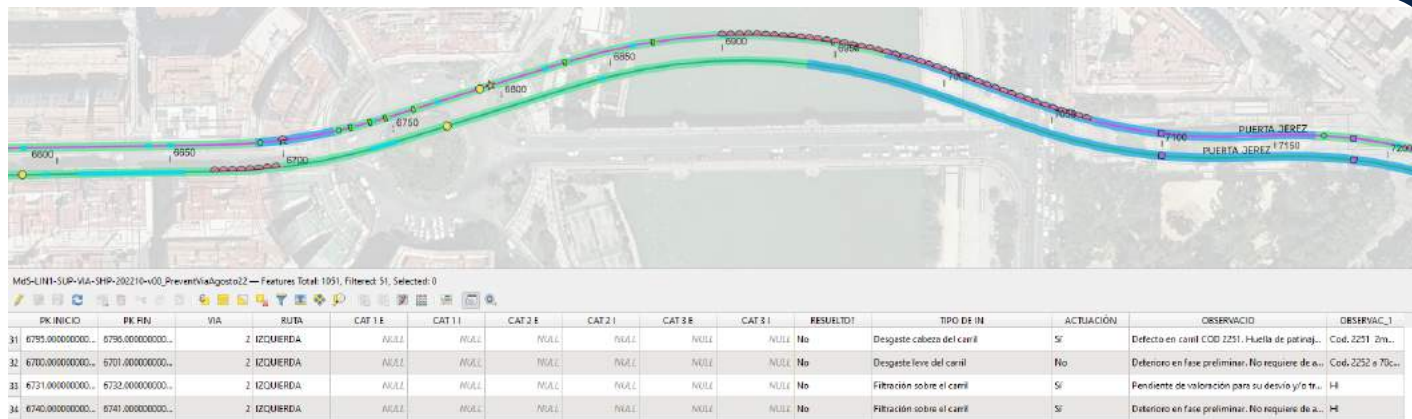 6900
6850
6950
6800
7050
6750
7100
PUERTA JEREZ
7150
6600
6650
6700
PUERTA JEREZ
7200
Md5-LIN1-SUP-VIA-SHP-202210-v00_PreventViaAgosto22 — Features Total: 1051, Filtered: 51, Selected: 0
PK INICIO PK FIN VIA RUTA CAT 1 E CAT 1 I CAT 2 E CAT 2 I CAT 3 E CAT 3 I RESUELTO? TIPO DE IN ACTUACIÓN OBSERVACIO OBSERVAC_1
31 6795.000000000... 6796.000000000... 2 IZQUIERDA NULL NULL NULL NULL NULL NULL No Desgaste cabeza del carril Sí Defecto en carril COD 2251. Huella de patinaj... Cod. 2251 2m...
32 6700.000000000... 6701.000000000... 2 IZQUIERDA NULL NULL NULL NULL NULL NULL No Desgaste leve del carril No Deterioro en fase preliminar. No requiere de a... Cod. 2252 a 70c...
33 6731.000000000... 6732.000000000... 2 IZQUIERDA NULL NULL NULL NULL NULL NULL No Filtración sobre el carril Sí Pendiente de valoración para su desvío y/o tr... HI
34 6740.000000000... 6741.000000000... 2 IZQUIERDA NULL NULL NULL NULL NULL NULL No Filtración sobre el carril Sí Deterioro en fase preliminar. No requiere de a... HI